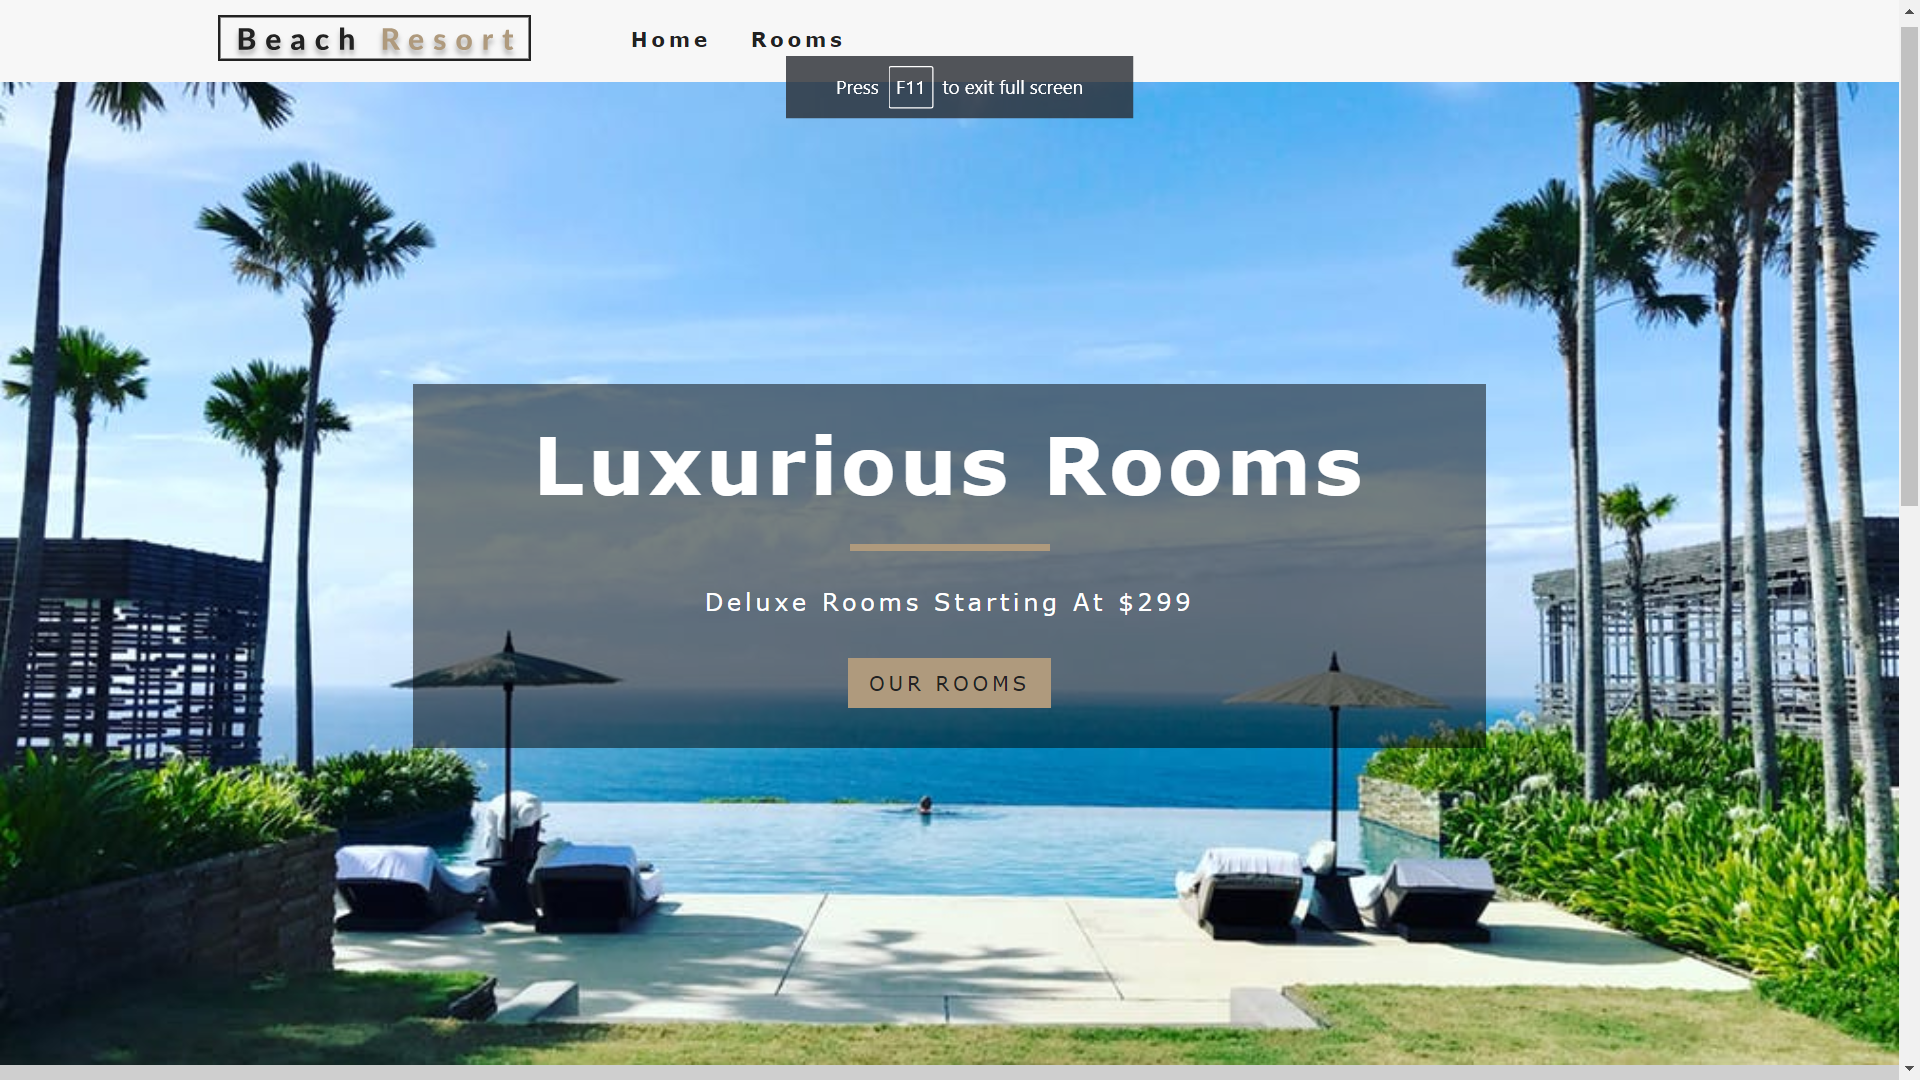 Beach Resort
Home Rooms
Press F11 to exit full screen
Luxurious Rooms
Deluxe Rooms Starting At $299
OUR ROOMS